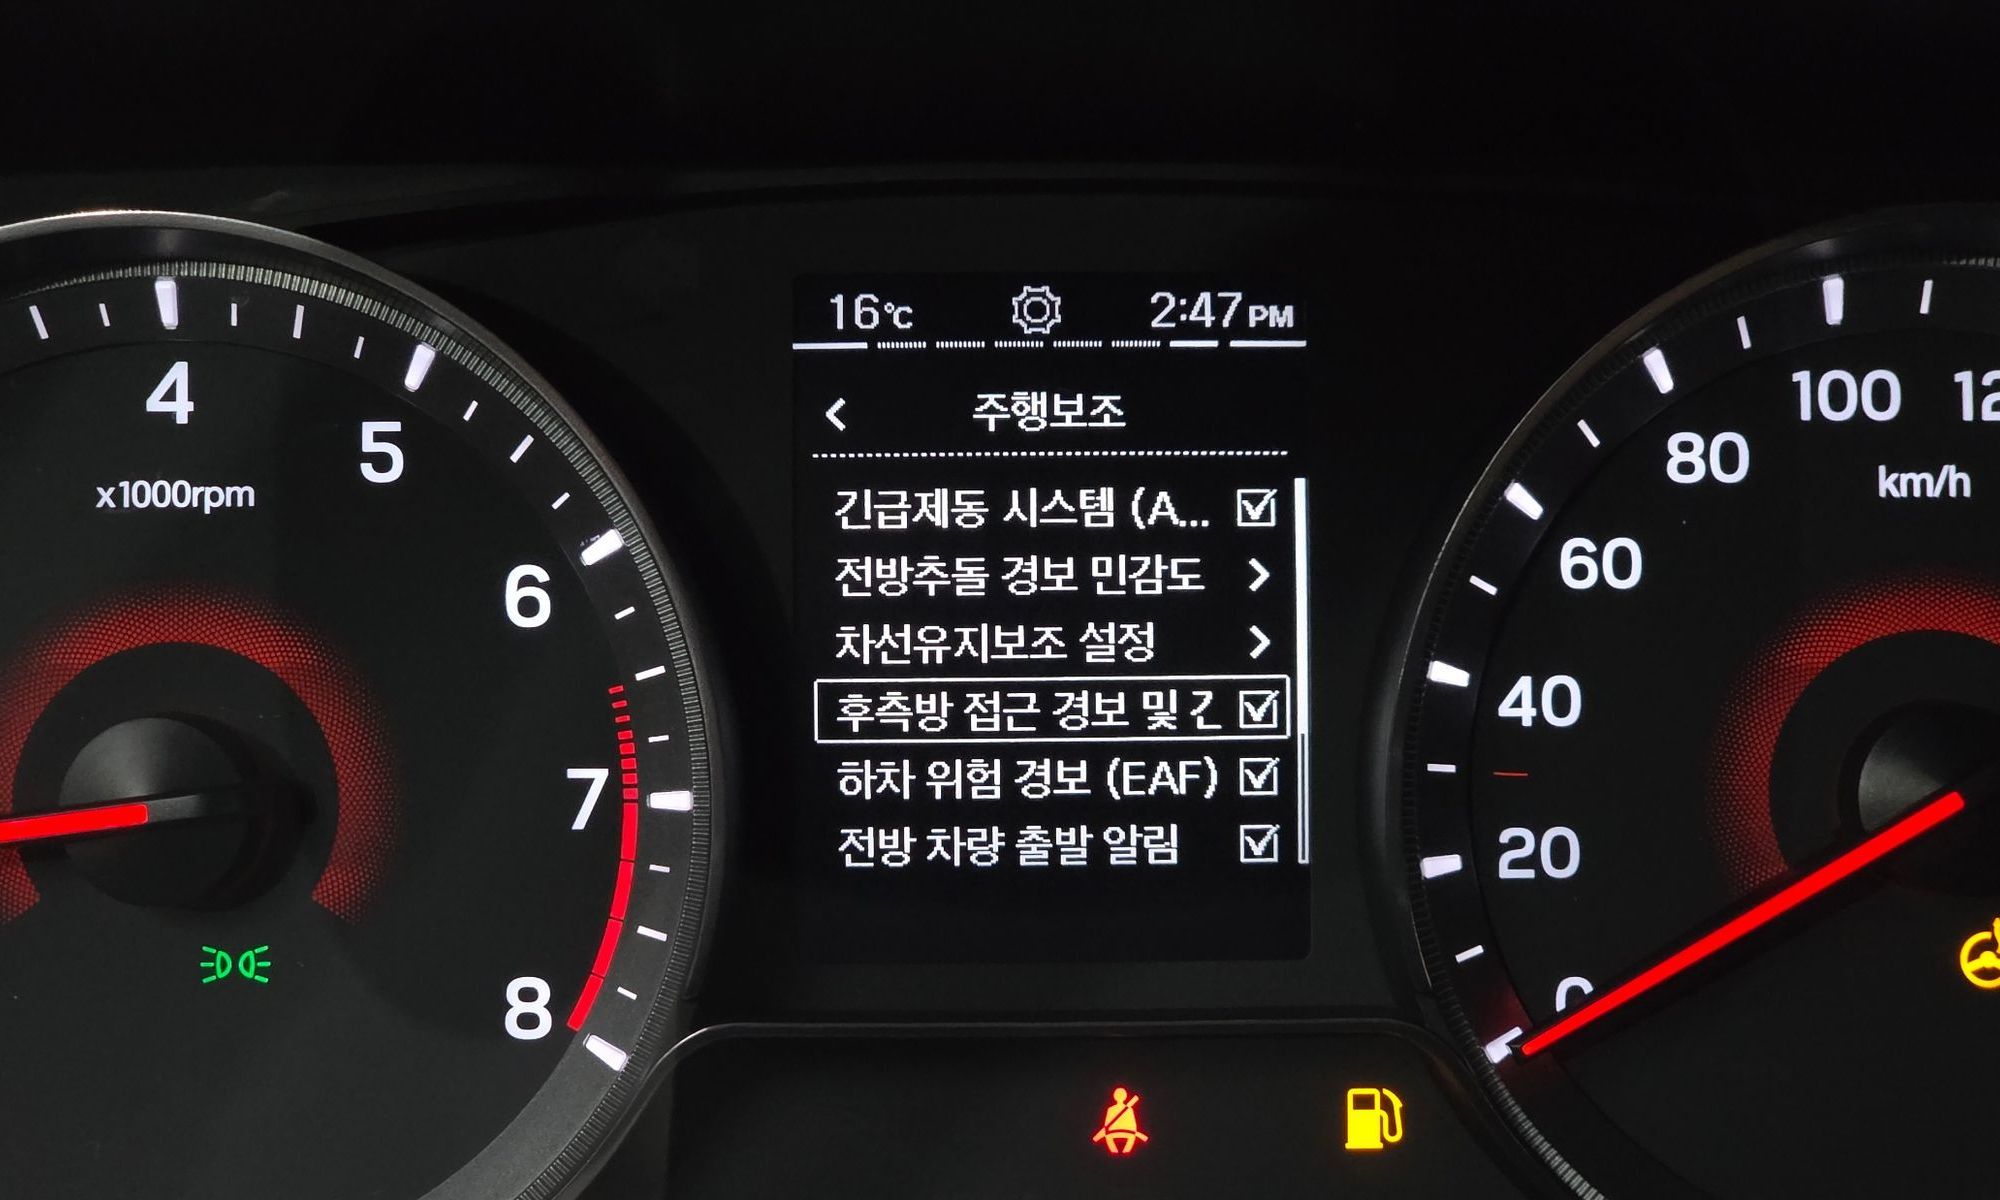 16℃
2:47 PM
주행보조
긴급제동 시스템 (A...
전방추돌 경보 민감도
차선유지보조 설정
후측방 접근 경보 및
하차 위험 경보 (EAF)
전방 차량 출발 알림
4
5
6
7
8
x1000rpm
0
20
40
60
80
100
km/h